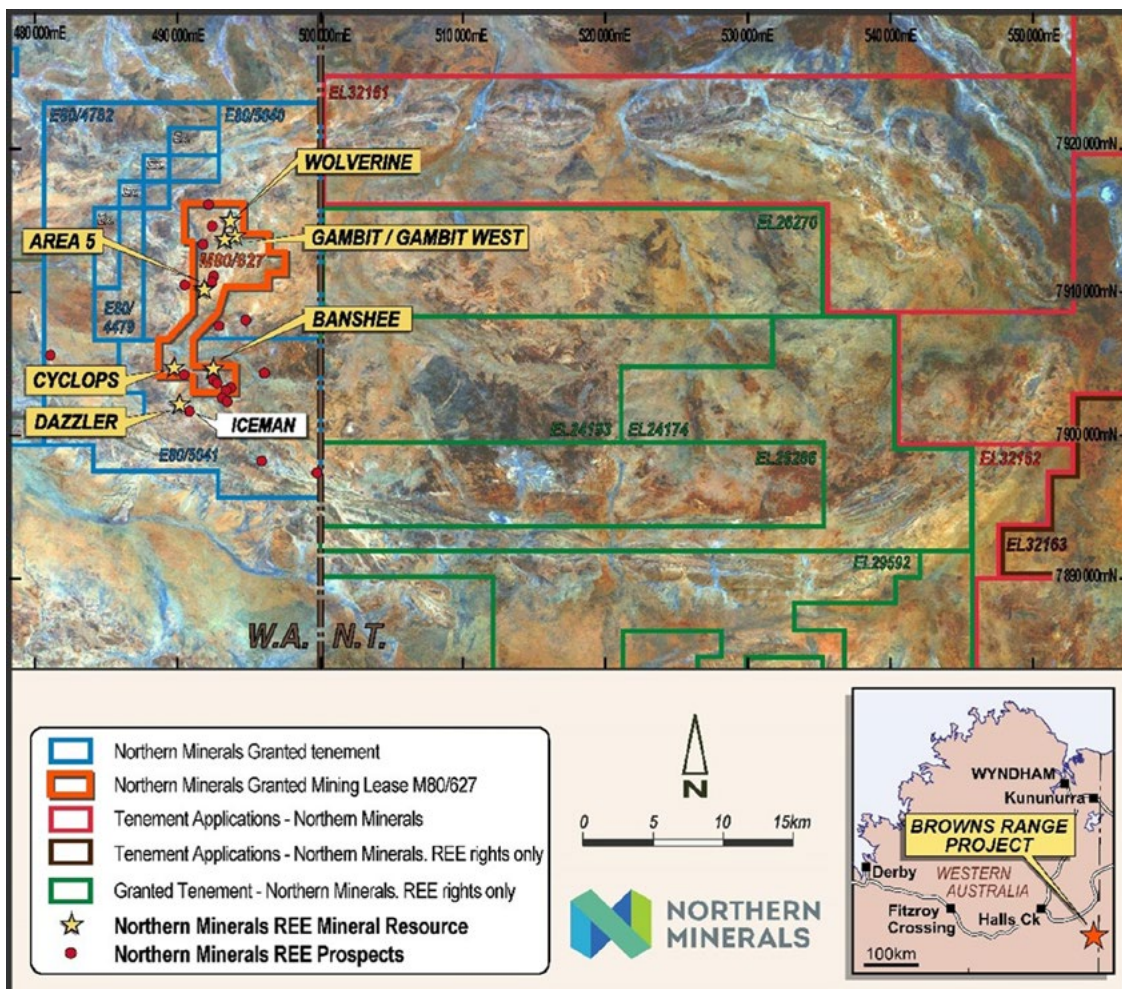 480 000mE
490 000mE
500 000mE
510 000mE
520 000mE
530 000mE
540 000mE
550 000mE
EL32161
E80/4782
E80/5040
7 920 000mN
WOLVERINE
AREA 5
GAMBIT / GAMBIT WEST
EL26270
M80/627
7 910 000mN
E80/
4479
BANSHEE
CYCLOPS
DAZZLER
ICEMAN
EL24193
EL24174
7 900 000mN
E80/5041
EL32162
EL32163
EL29592
7 890 000mN
W.A.
N.T.
Northern Minerals Granted tenement
Northern Minerals Granted Mining Lease M80/627
Tenement Applications - Northern Minerals
Tenement Applications - Northern Minerals. REE rights only
Granted Tenement - Northern Minerals. REE rights only
Northern Minerals REE Mineral Resource
Northern Minerals REE Prospects
N
0 5 10 15km
NORTHERN
MINERALS
WYNDHAM
Kununurra
BROWNS RANGE
PROJECT
Derby
WESTERN
AUSTRALIA
Fitzroy
Crossing
Halls Ck
100km